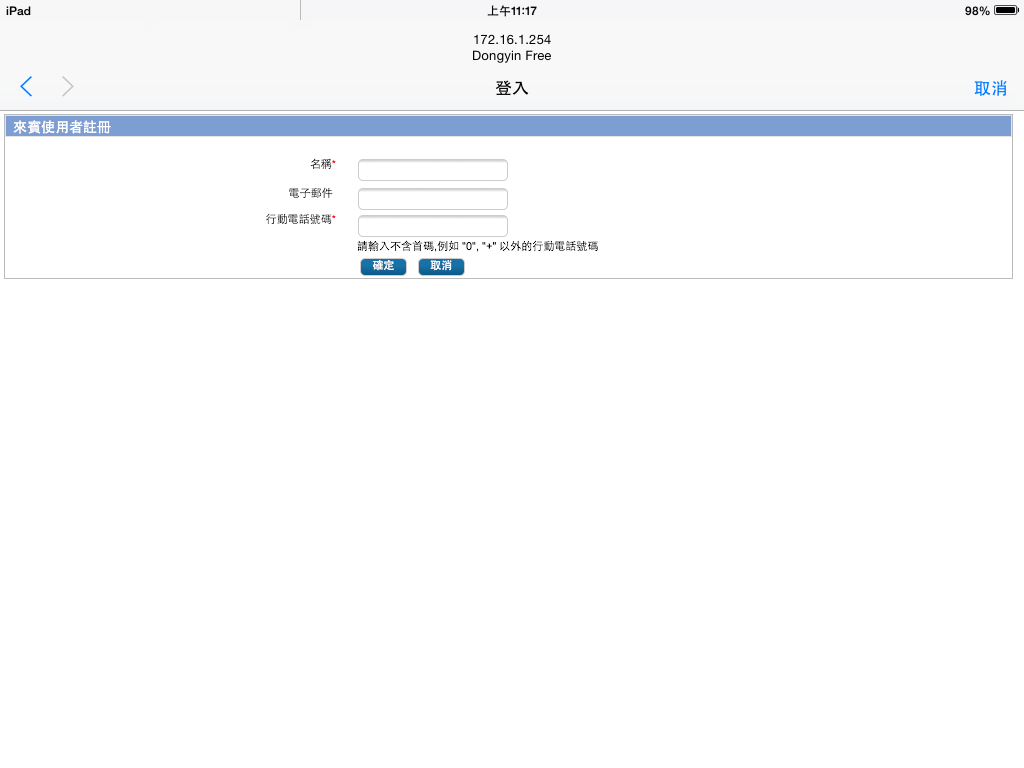 iPad 上午11:17 98%
172.16.1.254
Dongyin Free
登入 取消
來賓使用者註冊
名稱*
電子郵件
行動電話號碼*
請輸入不含首碼,例如 "0", "+" 以外的行動電話號碼
確定 取消